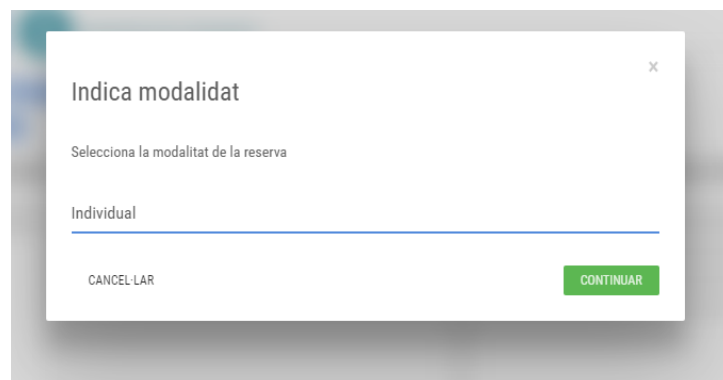 ×
Indica modalidat
Selecciona la modalitat de la reserva
Individual
CANCEL·LAR
CONTINUAR